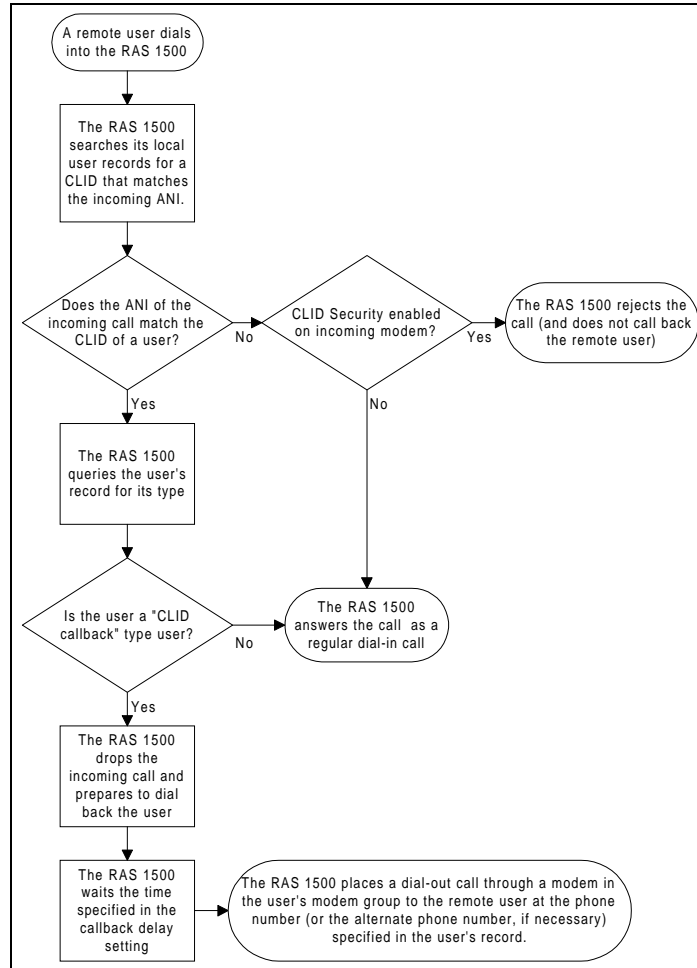 A remote user dials
into the RAS 1500
The RAS 1500
searches its local
user records for a
CLID that matches
the incoming ANI.
Does the ANI of the
incoming call match the
CLID of a user?
No
CLID Security enabled
on incoming modem?
Yes
The RAS 1500 rejects the
call (and does not call back
the remote user)
Yes
No
The RAS 1500
queries the user's
record for its type
Is the user a "CLID
callback" type user?
No
The RAS 1500
answers the call as a
regular dial-in call
Yes
The RAS 1500
drops the
incoming call and
prepares to dial
back the user
The RAS 1500
waits the time
specified in the
callback delay
setting
The RAS 1500 places a dial-out call through a modem in
the user's modem group to the remote user at the phone
number (or the alternate phone number, if necessary)
specified in the user's record.